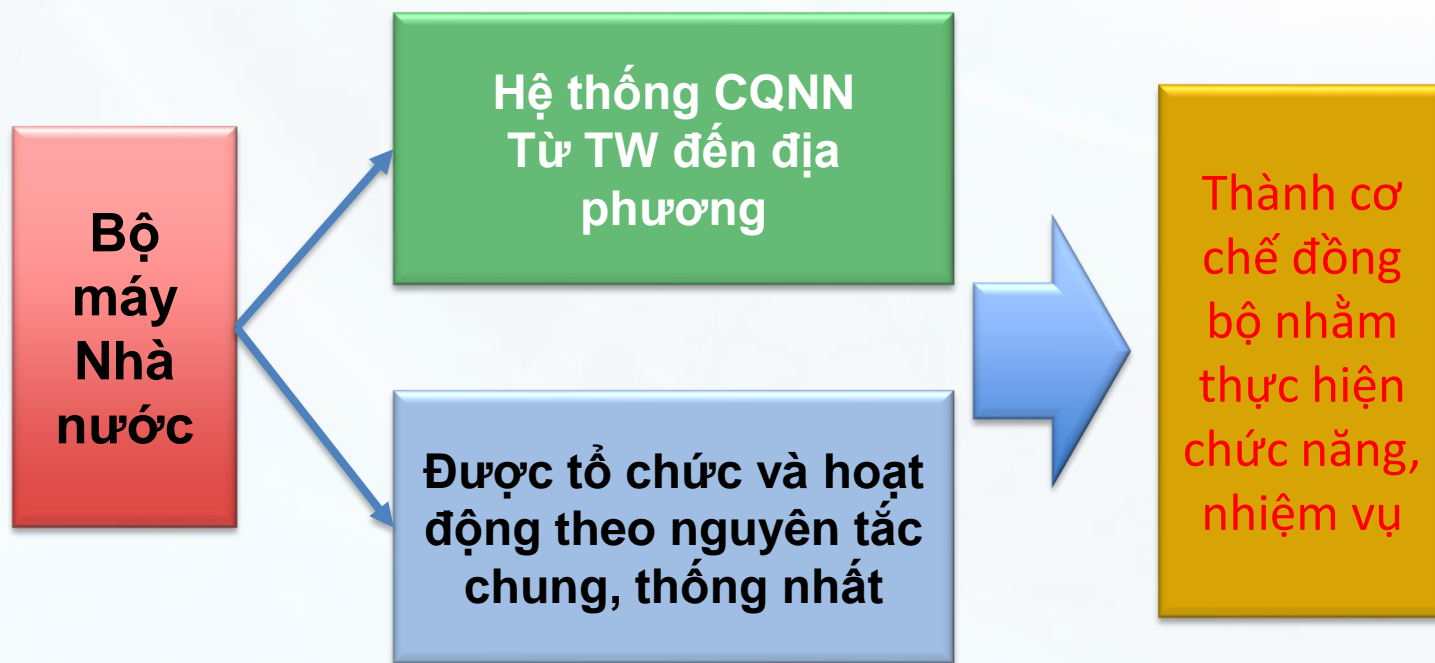 Bộ
máy
Nhà
nước
Hệ thống CQNN
Từ TW đến địa
phương
Được tổ chức và hoạt
động theo nguyên tắc
chung, thống nhất
Thành cơ
chế đồng
bộ nhằm
thực hiện
chức năng,
nhiệm vụ